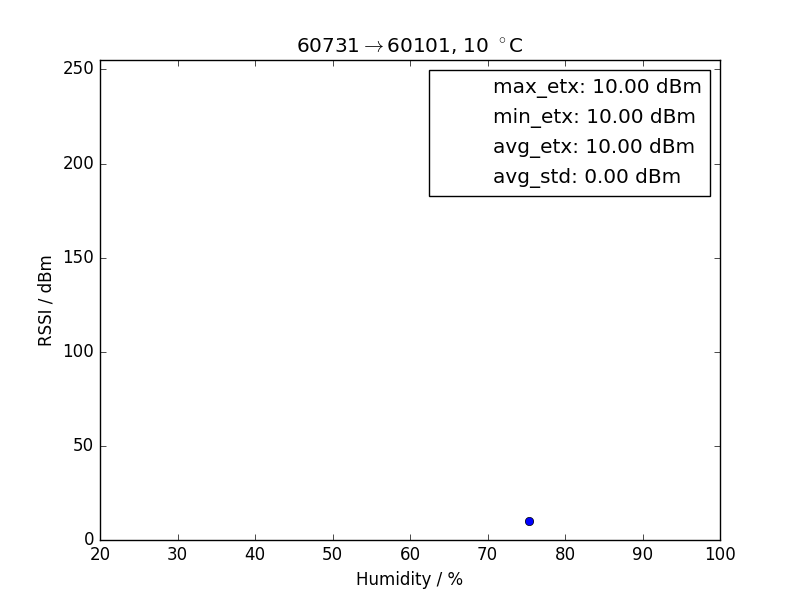 60731→60101, 10 °C
250
200
150
100
50
0
RSSI / dBm
max_etx: 10.00 dBm
min_etx: 10.00 dBm
avg_etx: 10.00 dBm
avg_std: 0.00 dBm
20 30 40 50 60 70 80 90 100
Humidity / %